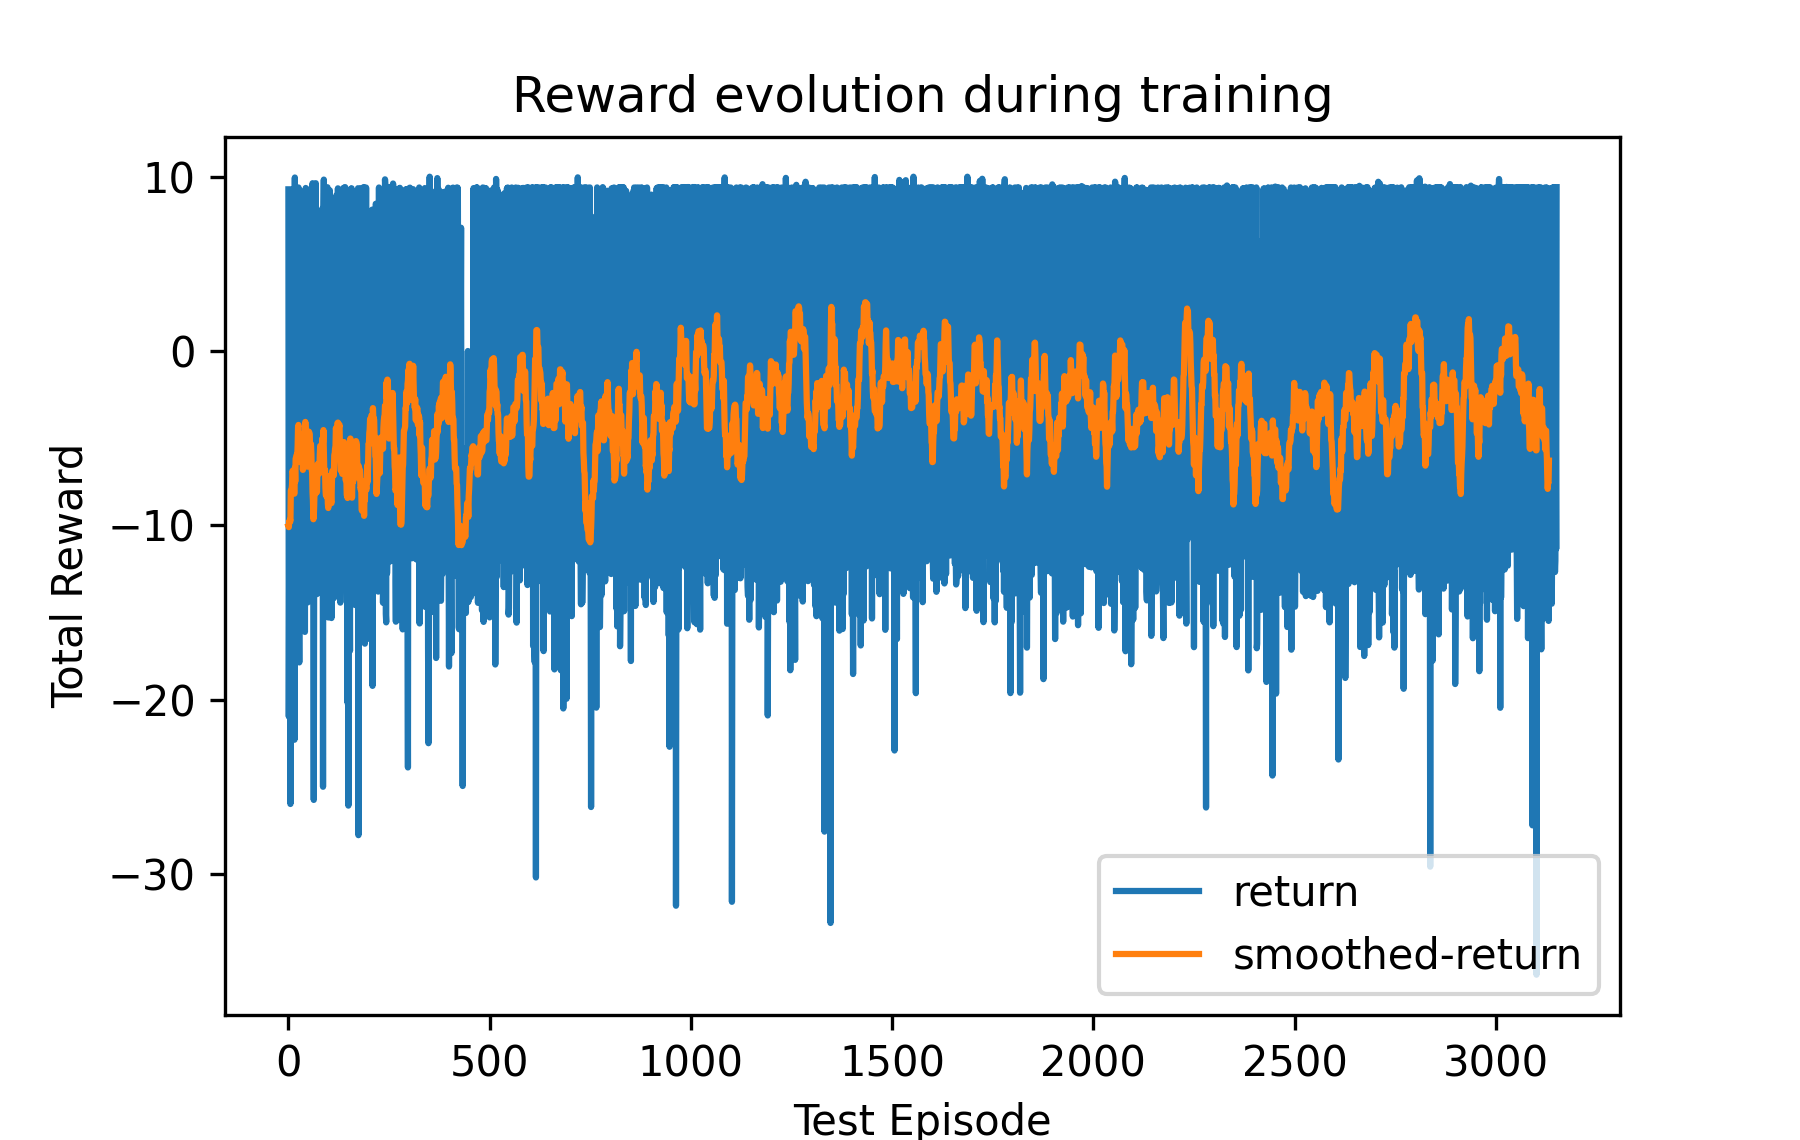 Reward evolution during training
10
0
−10
−20
−30
Total Reward
return
smoothed-return
0 500 1000 1500 2000 2500 3000
Test Episode